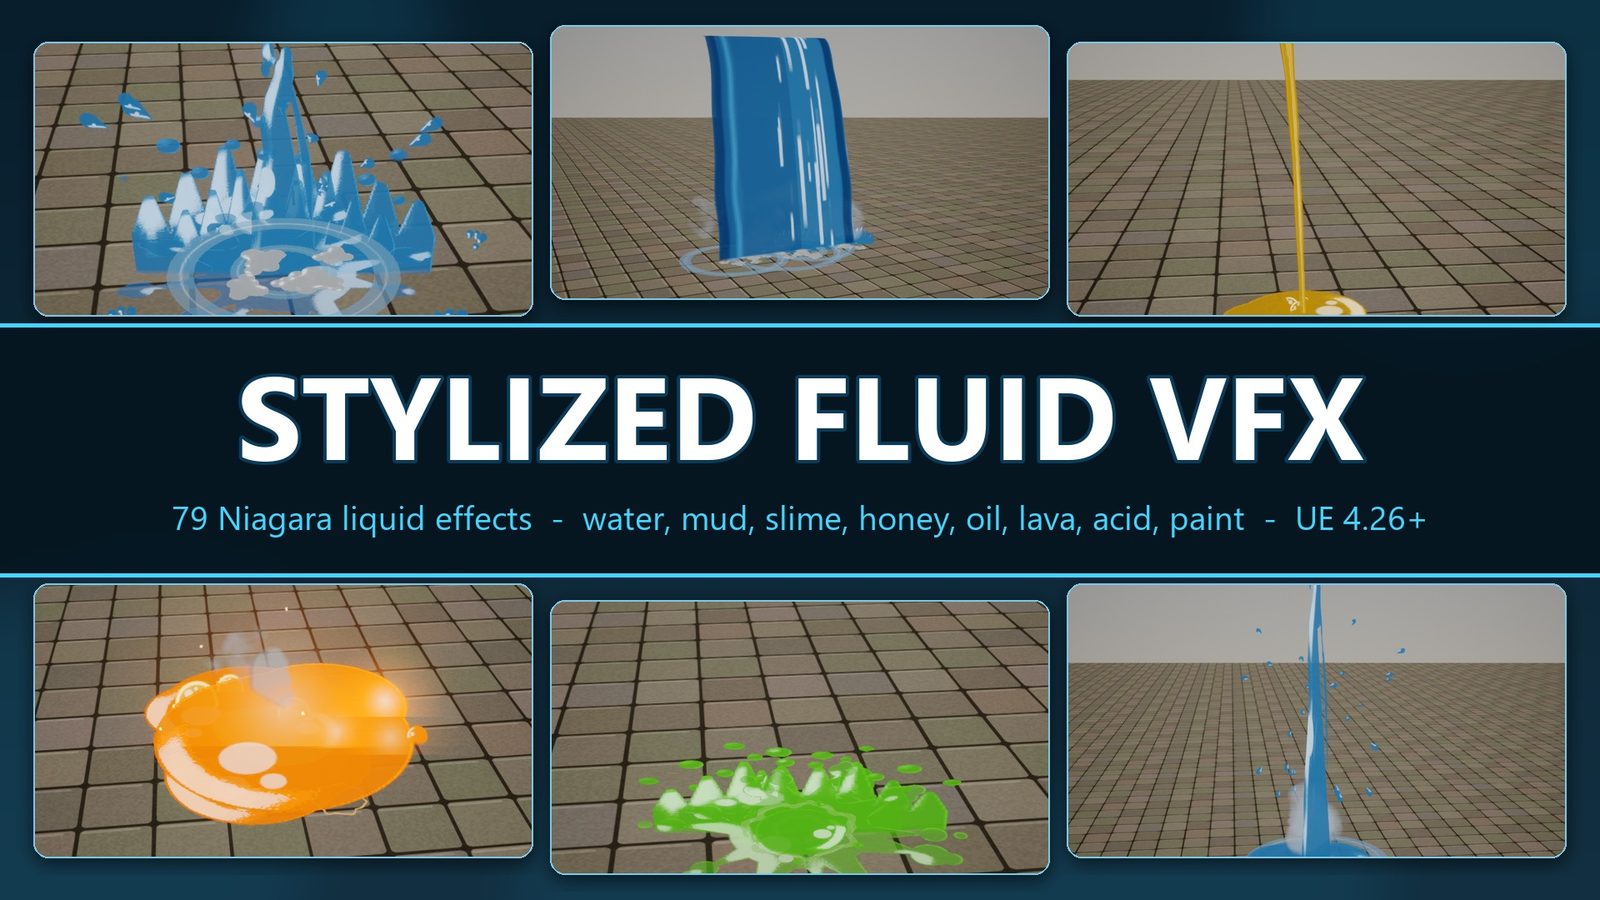 STYLIZED FLUID VFX
79 Niagara liquid effects - water, mud, slime, honey, oil, lava, acid, paint - UE 4.26+